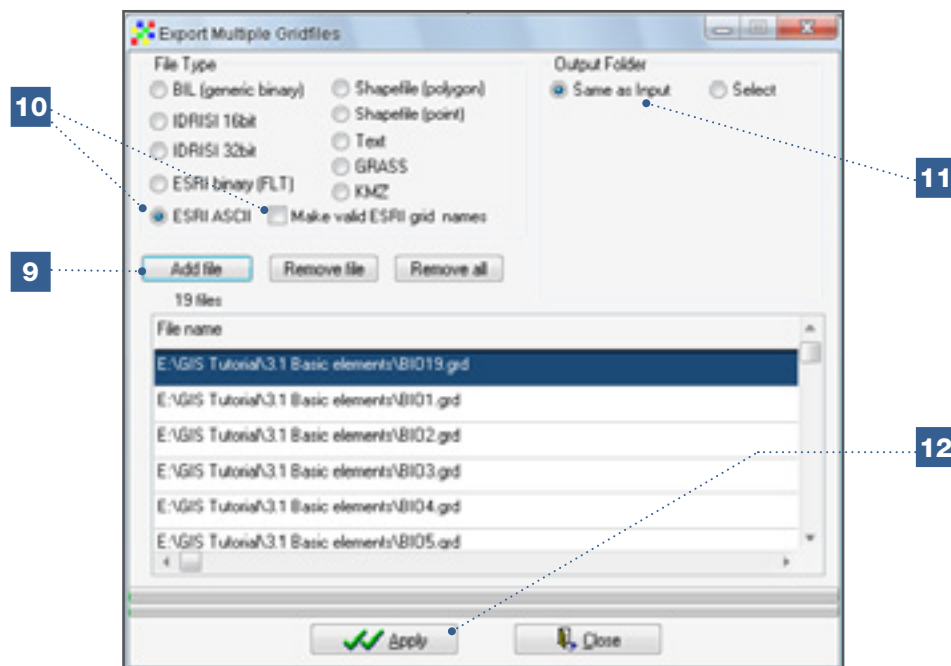 Export Multiple Gridfiles
File Type
BIL (generic binary)
IDRISI 16bit
IDRISI 32bit
ESRI binary (FLT)
ESRI ASCII
Shapefile (polygon)
Shapefile (point)
Text
GRASS
KMZ
Make valid ESRI grid names
Output Folder
Same as Input
Select
10
11
9
Add file
Remove file
Remove all
19 files
File name
E:\GIS Tutorial\3.1 Basic elements\BIO19.grd
E:\GIS Tutorial\3.1 Basic elements\BIO1.grd
E:\GIS Tutorial\3.1 Basic elements\BIO2.grd
E:\GIS Tutorial\3.1 Basic elements\BIO3.grd
E:\GIS Tutorial\3.1 Basic elements\BIO4.grd
E:\GIS Tutorial\3.1 Basic elements\BIO5.grd
12
Apply
Close